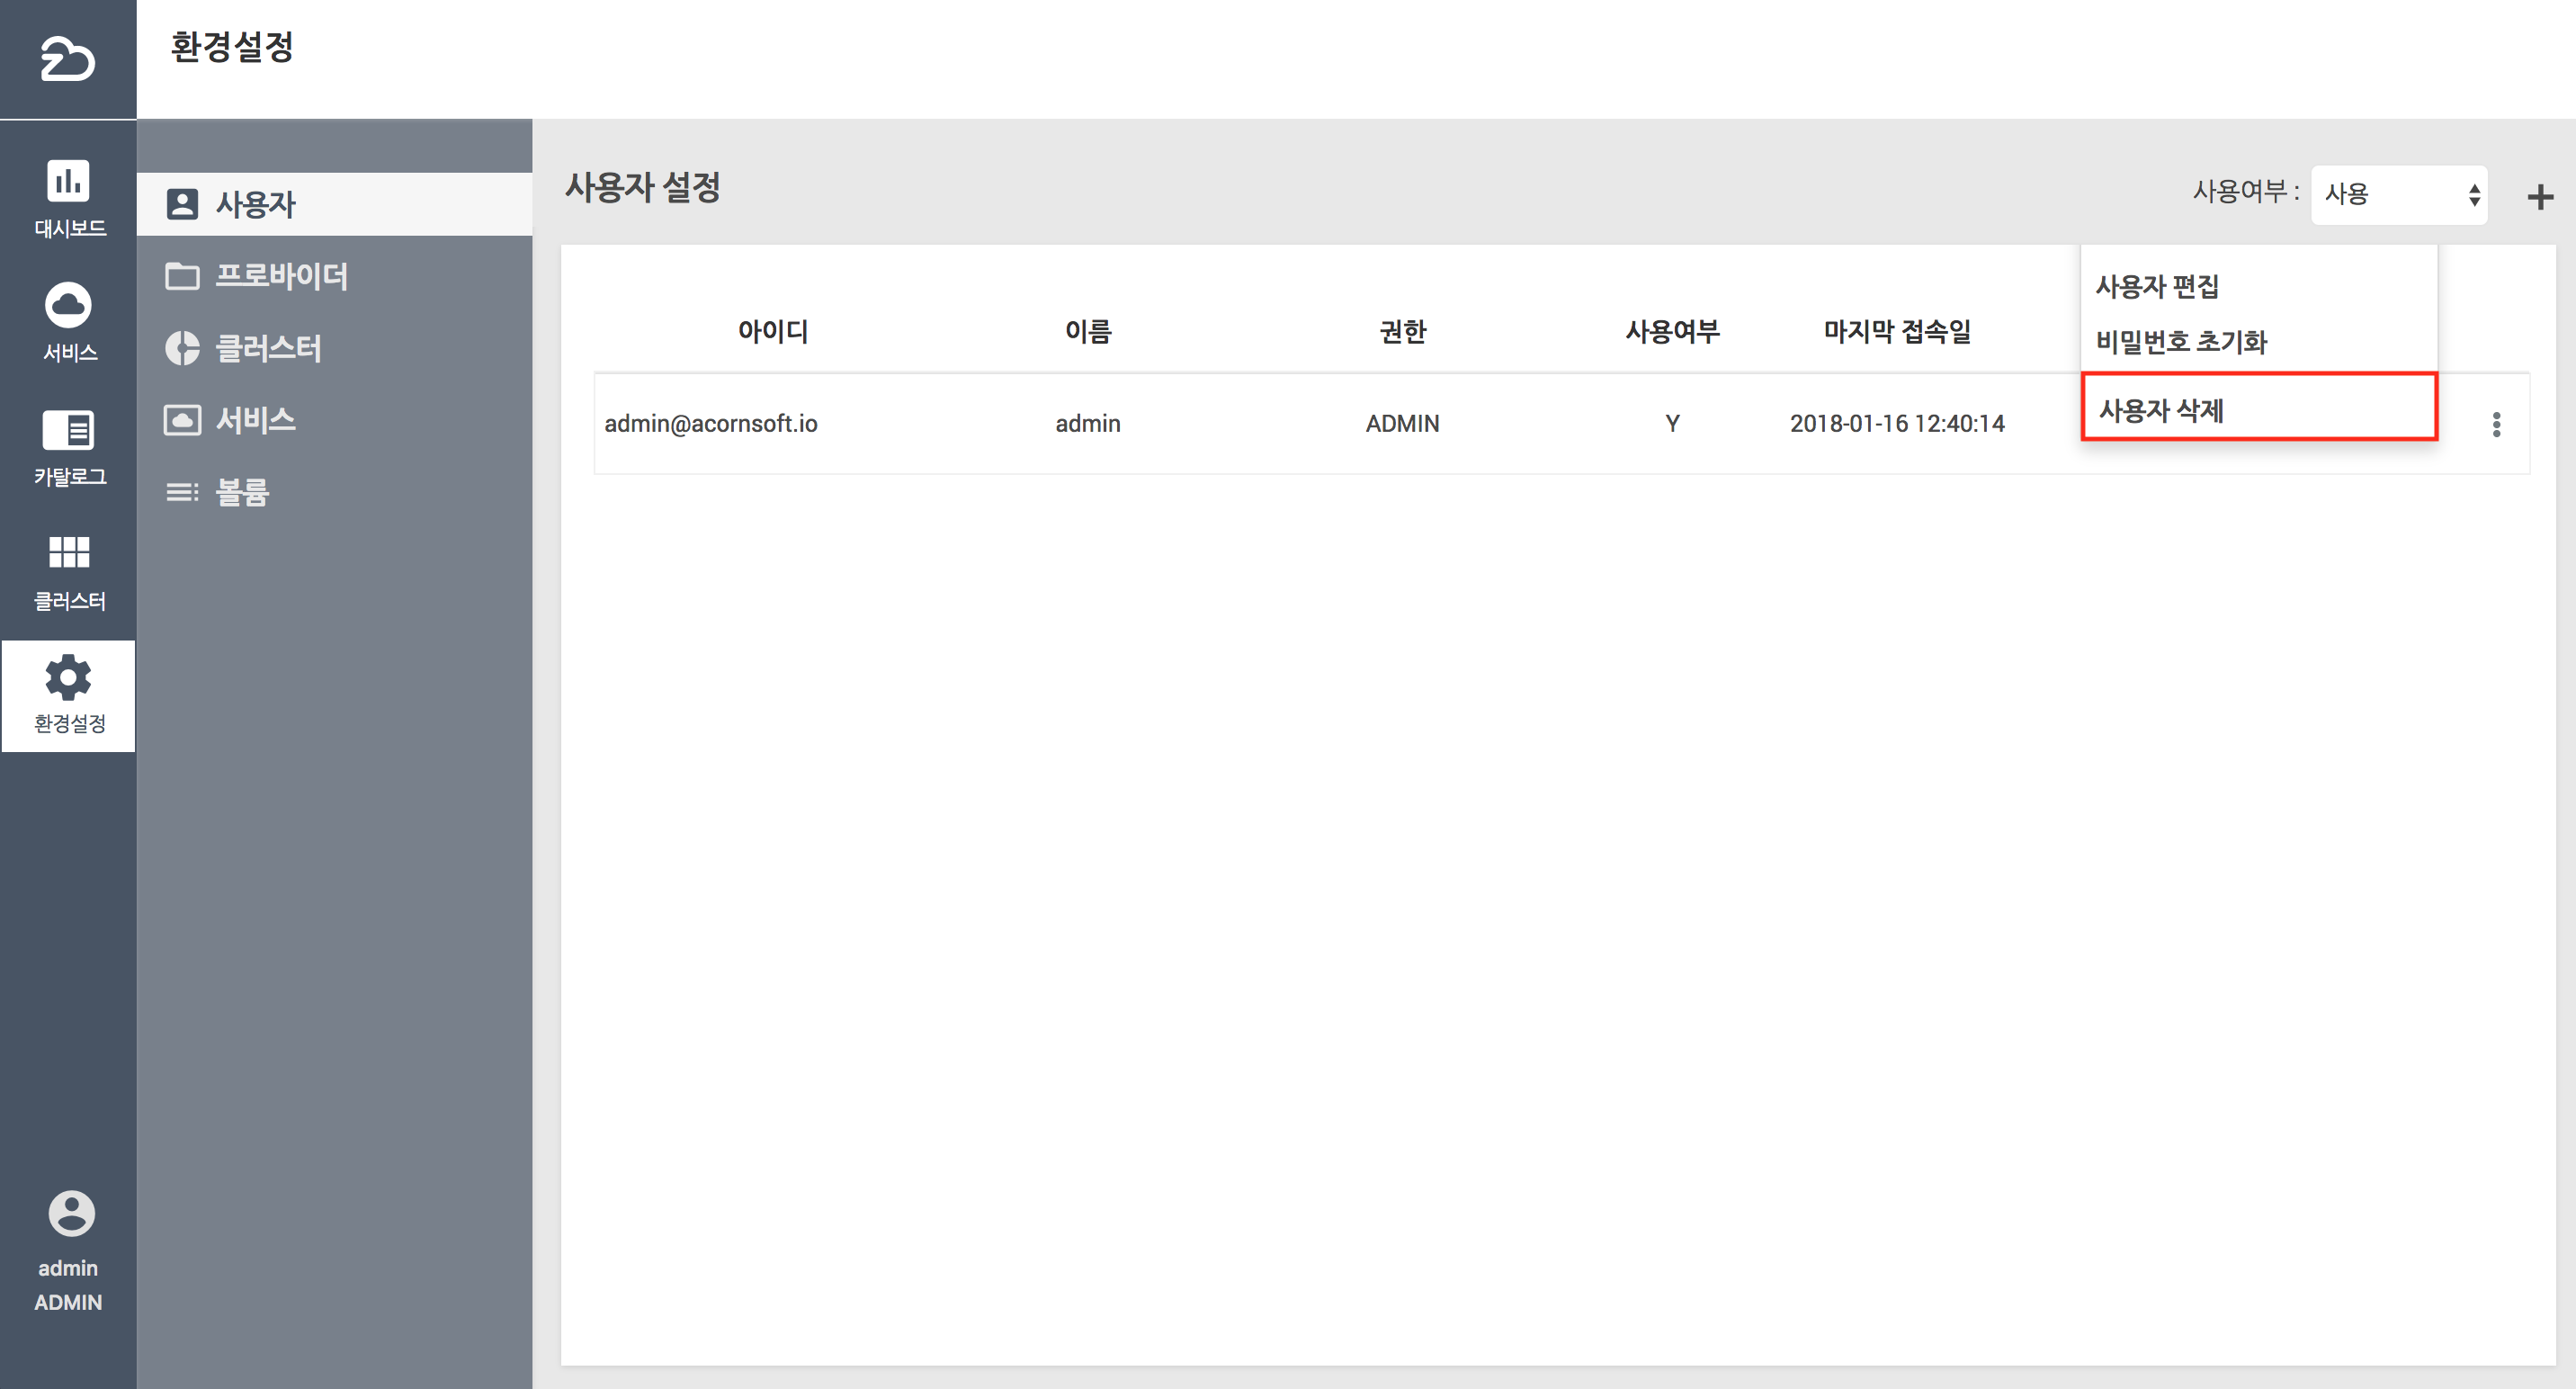 환경설정
대시보드
서비스
카탈로그
클러스터
환경설정
admin
ADMIN
사용자
프로바이더
클러스터
서비스
볼륨
사용자 설정
사용여부 : 사용
아이디 이름 권한 사용여부 마지막 접속일
admin@acornsoft.io admin ADMIN Y 2018-01-16 12:40:14
사용자 편집
비밀번호 초기화
사용자 삭제